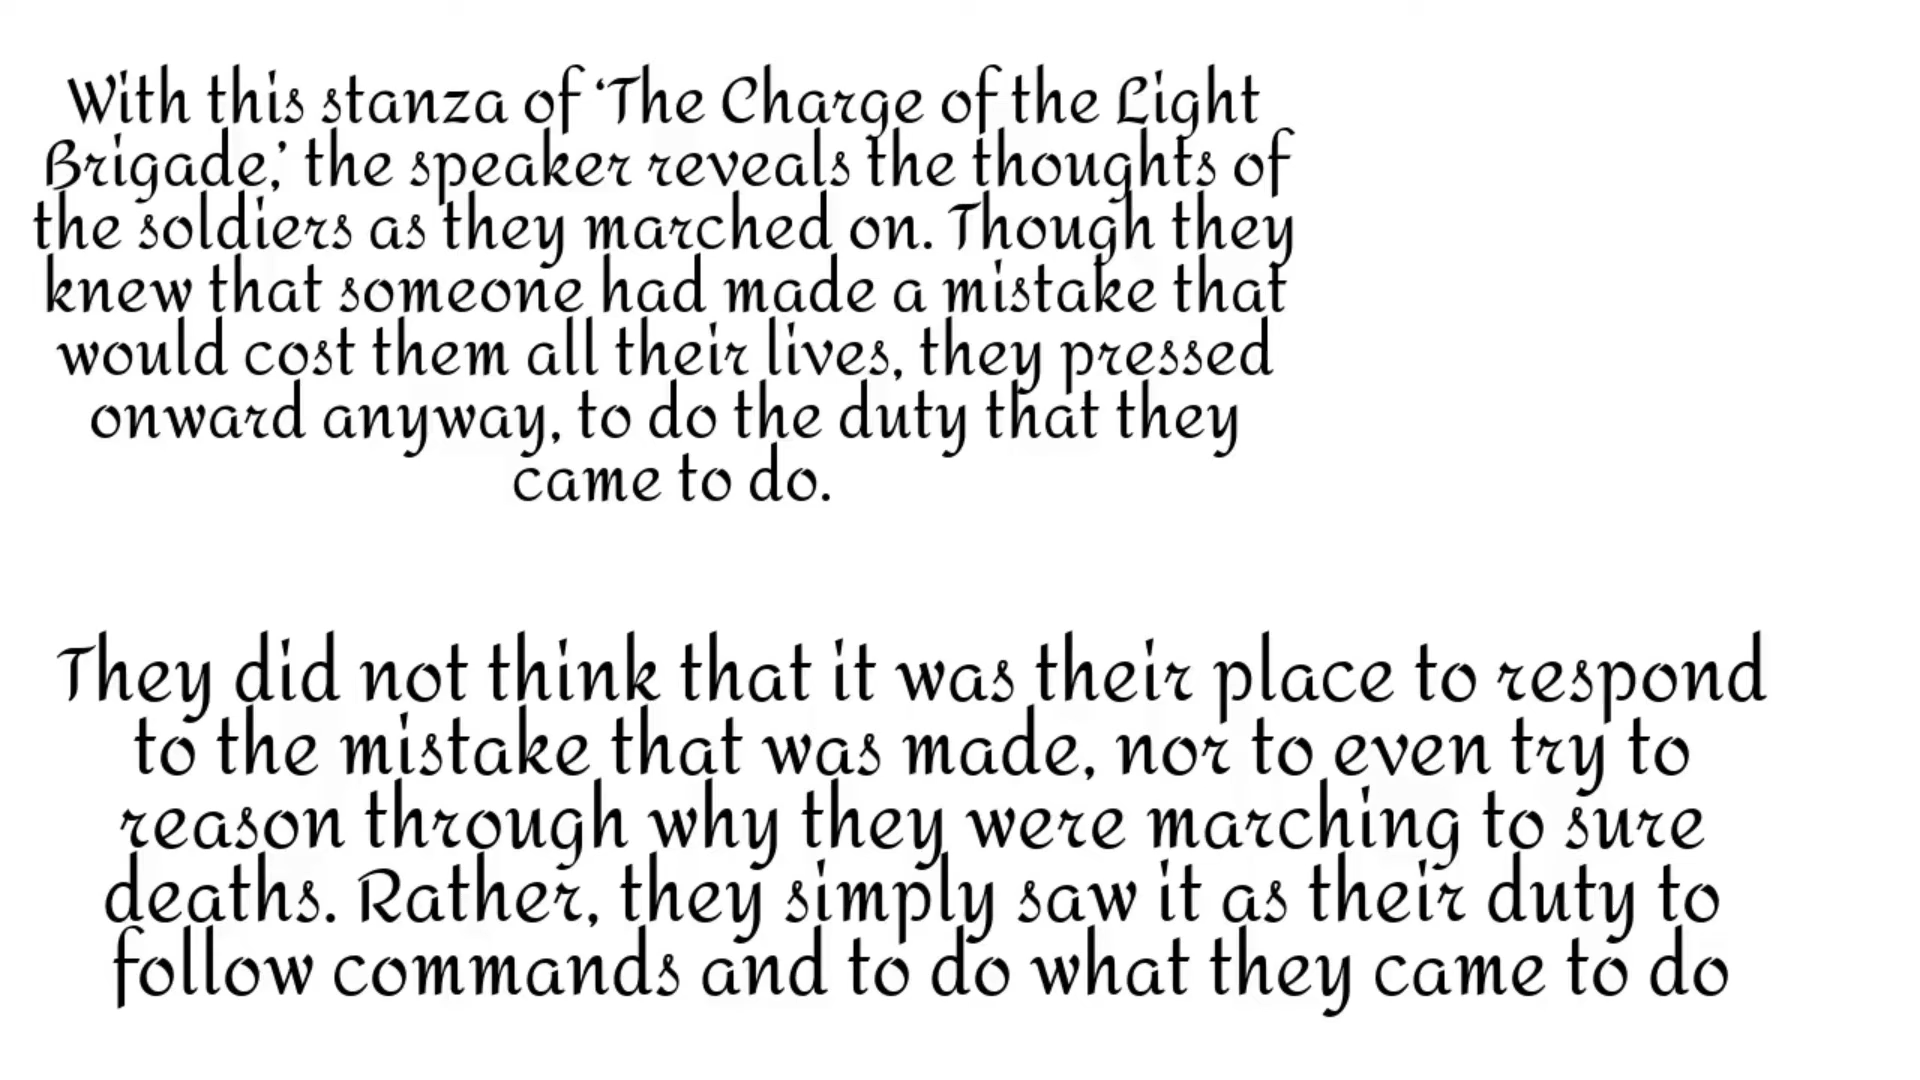 With this stanza of ‘The Charge of the Light
Brigade,’ the speaker reveals the thoughts of
the soldiers as they marched on. Though they
knew that someone had made a mistake that
would cost them all their lives, they pressed
onward anyway, to do the duty that they
came to do.
They did not think that it was their place to respond
to the mistake that was made, nor to even try to
reason through why they were marching to sure
deaths. Rather, they simply saw it as their duty to
follow commands and to do what they came to do